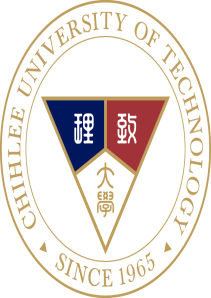 CHIHLEE UNIVERSITY OF TECHNOLOGY
理致
大學
SINCE 1965